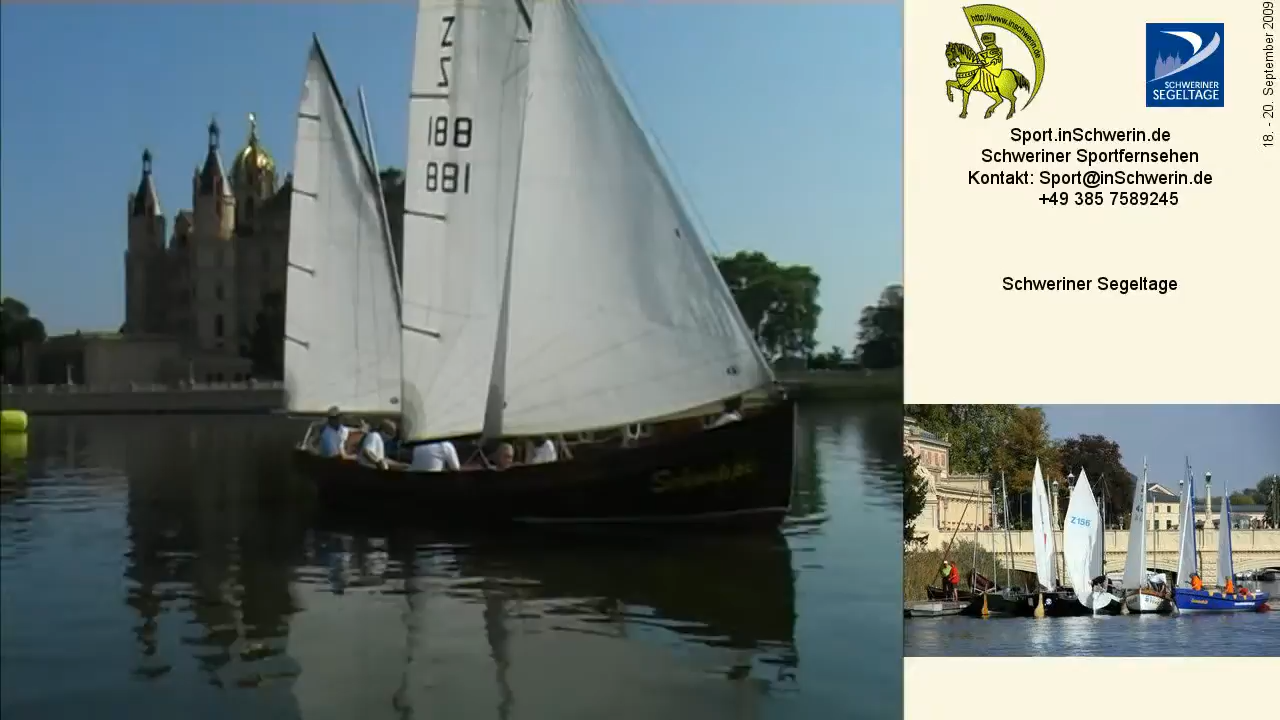 Z
Z
188
881
http://www.inschwerin.de
SCHWERINER
SEGELTAGE
18. - 20. September 2009
Sport.inSchwerin.de
Schweriner Sportfernsehen
Kontakt: Sport@inSchwerin.de
+49 385 7589245
Schweriner Segeltage
Z 156